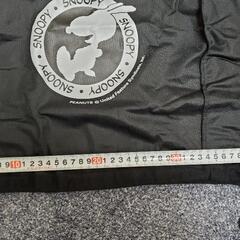 SNOOPY · SNOOPY · SNOOPY · SNOOPY ·
PEANUTS © United Feature Syndicate, Inc.
9 10 1 2 3 4 5 6 7 8 9 20 1 2 3 4 5 6 7 8 9 30 1 2 3 4 5 6 7 8